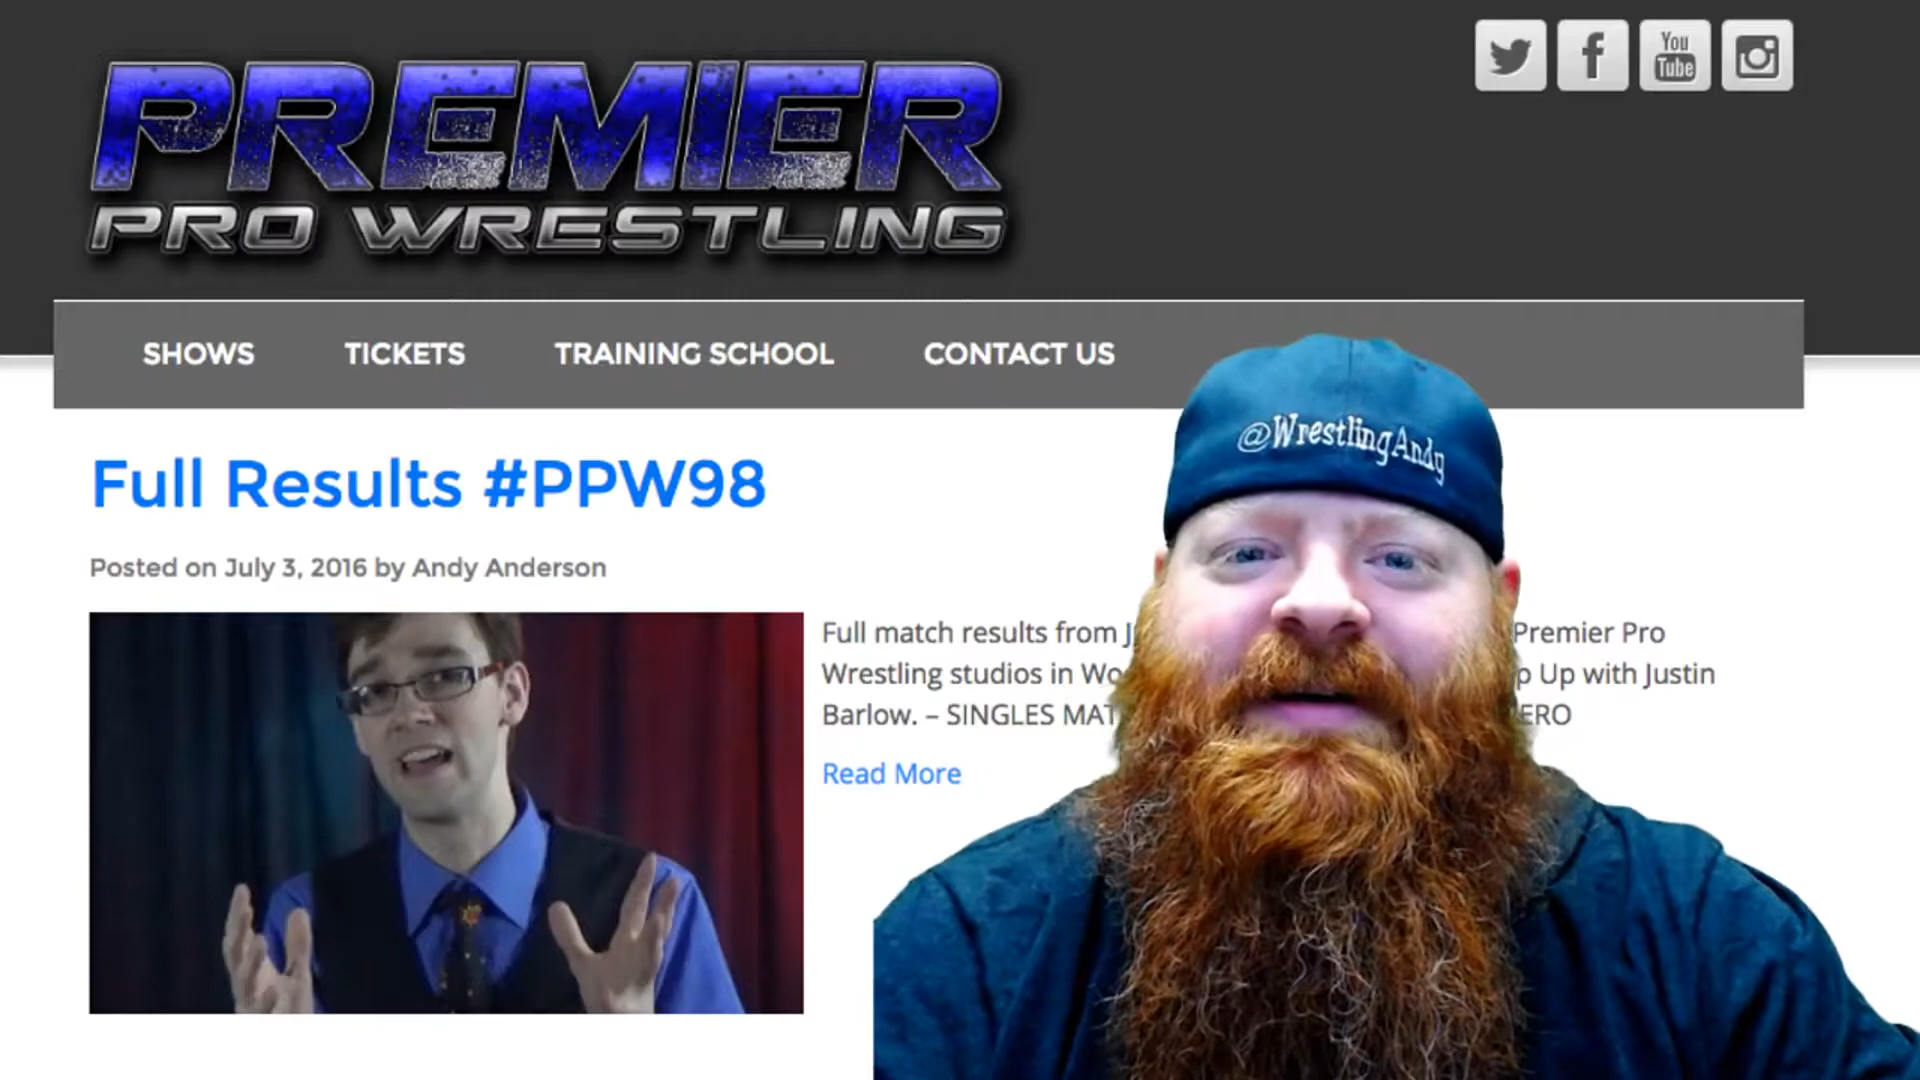 PREMIER
PRO WRESTLING
You
Tube
SHOWS TICKETS TRAINING SCHOOL CONTACT US
@WrestlingAndy
Full Results #PPW98
Posted on July 3, 2016 by Andy Anderson
Full match results from Premier Pro
Wrestling studios in Up with Justin
Barlow. – SINGLES
Read More